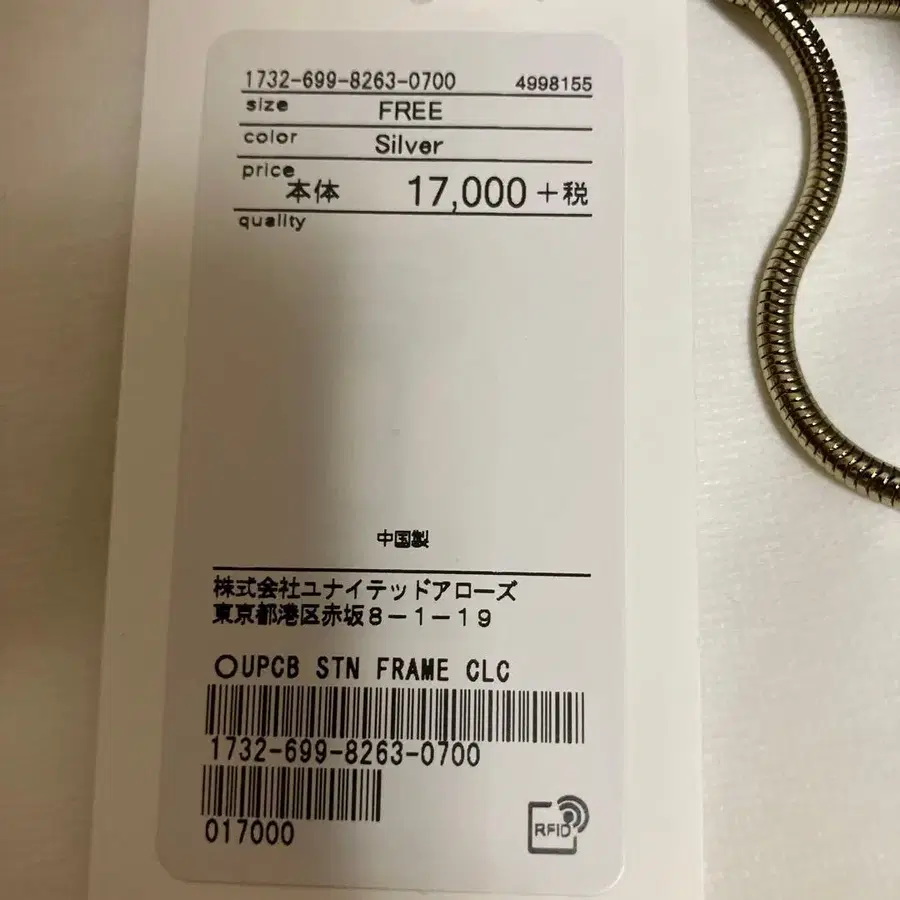 1732-699-8263-0700 4998155
size FREE
color Silver
price 本体 17,000+税
quality
中国製
株式会社ユナイテッドアローズ
東京都港区赤坂8-1-19
○UPCB STN FRAME CLC
1732-699-8263-0700
017000
RFID